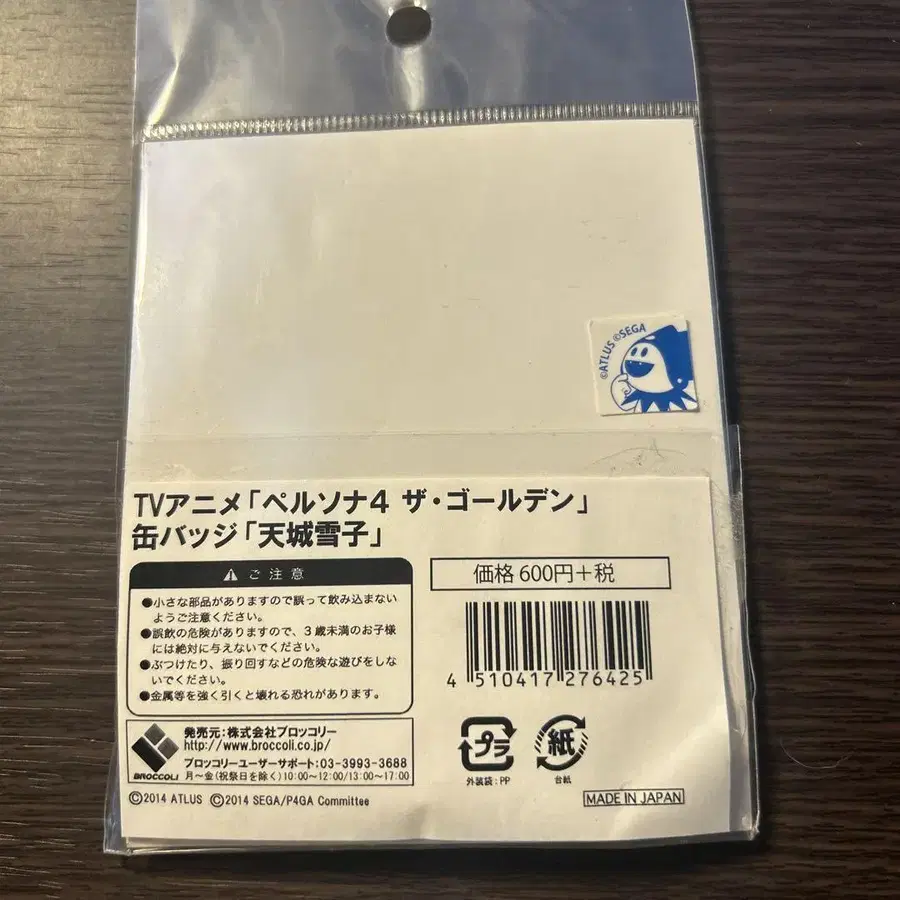 ©ATLUS ©SEGA
TVアニメ「ペルソナ4 ザ・ゴールデン」
缶バッジ「天城雪子」
ご注意
●小さな部品がありますので誤って飲み込まない
ようご注意ください。
●誤飲の危険がありますので、3歳未満のお子様
には絶対に与えないでください。
●ぶつけたり、振り回すなどの危険な遊びをしな
いでください。
●金属等を強く引くと壊れる恐れがあります。
価格 600円+税
4 510417 276425
BROCCOLI
発売元:株式会社ブロッコリー
http://www.broccoli.co.jp/
ブロッコリーユーザーサポート:03-3993-3688
月～金(祝祭日を除く)10:00～12:00/13:00～17:00
プラ
外装袋:PP
紙
台紙
©2014 ATLUS ©2014 SEGA/P4GA Committee
MADE IN JAPAN